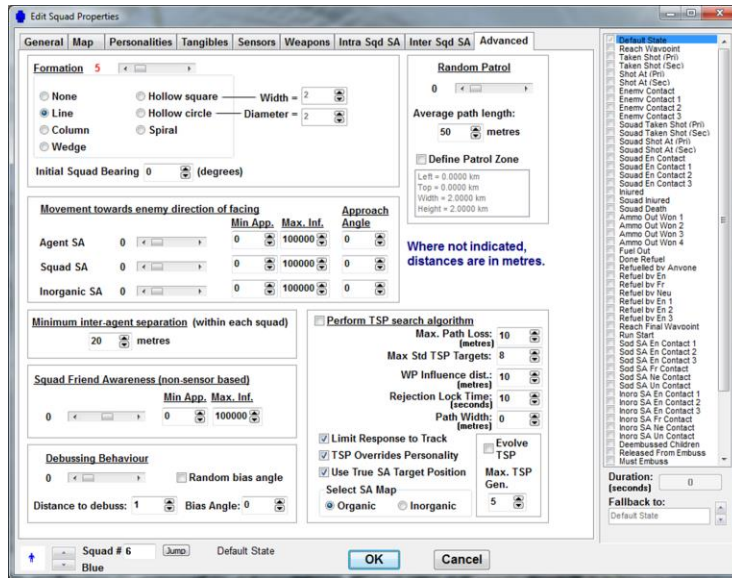 Edit Squad Properties
General Map Personalities Tangibles Sensors Weapons Intra Sqd SA Inter Sqd SA Advanced
Formation 5
None
Hollow square
Width = 2
Line
Hollow circle
Diameter = 2
Column
Spiral
Wedge
Initial Squad Bearing 0 (degrees)
Random Patrol
0
Average path length:
50 metres
Define Patrol Zone
Left = 0.0000 km
Top = 0.0000 km
Width = 2.0000 km
Height = 2.0000 km
Movement towards enemy direction of facing
Min App. Max. Inf. Approach Angle
Agent SA 0 0 100000 0
Squad SA 0 0 100000 0
Inorganic SA 0 0 100000 0
Where not indicated,
distances are in metres.
Minimum inter-agent separation (within each squad)
20 metres
Squad Friend Awareness (non-sensor based)
Min App. Max. Inf.
0 0 100000
Debussing Behaviour
0
Random bias angle
Distance to debuss: 1
Bias Angle: 0
Perform TSP search algorithm
Max. Path Loss: 10
(metres)
Max Std TSP Targets: 8
WP Influence dist.: 10
(metres)
Rejection Lock Time: 10
(seconds)
Path Width: 0
(metres)
Limit Response to Track
TSP Overrides Personality
Use True SA Target Position
Select SA Map
Organic Inorganic
Evolve
TSP
Max. TSP
Gen.
5
Default State
Reach Waypoint
Taken Shot (Pri)
Taken Shot (Sec)
Shot At (Pri)
Shot At (Sec)
Enemy Contact
Enemy Contact 1
Enemy Contact 2
Enemy Contact 3
Squad Taken Shot (Pri)
Squad Taken Shot (Sec)
Squad Shot At (Pri)
Squad Shot At (Sec)
Squad En Contact
Squad En Contact 1
Squad En Contact 2
Squad En Contact 3
Injured
Squad Injured
Squad Death
Ammo Out Wpn 1
Ammo Out Wpn 2
Ammo Out Wpn 3
Ammo Out Wpn 4
Fuel Out
Done Refuel
Refuelled by Anyone
Refuel by En
Refuel by Fr
Refuel by Neu
Refuel by En 1
Refuel by En 2
Refuel by En 3
Reach Final Waypoint
Run Start
Sqd SA En Contact 1
Sqd SA En Contact 2
Sqd SA En Contact 3
Sqd SA Fr Contact
Sqd SA Ne Contact
Sqd SA Un Contact
Inorg SA En Contact 1
Inorg SA En Contact 2
Inorg SA En Contact 3
Inorg SA Fr Contact
Inorg SA Ne Contact
Inorg SA Un Contact
Deembussed Children
Released From Embuss
Must Embuss
Duration:
(seconds) 0
Fallback to:
Default State
Squad # 6 Jump Default State
Blue
OK Cancel